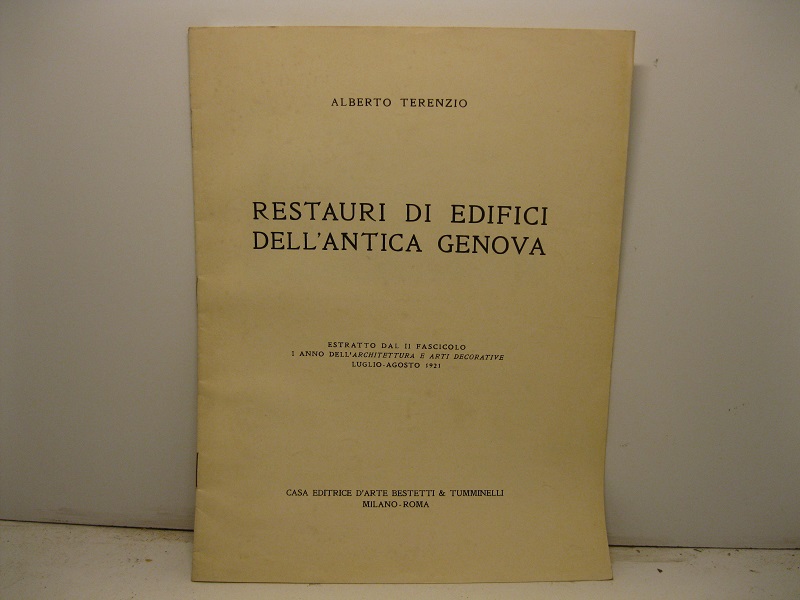 ALBERTO TERENZIO
RESTAURI DI EDIFICI
DELL'ANTICA GENOVA
ESTRATTO DAL II FASCICOLO
I ANNO DELL'ARCHITETTURA E ARTI DECORATIVE
LUGLIO-AGOSTO 1921
CASA EDITRICE D'ARTE BESTETTI & TUMMINELLI
MILANO-ROMA